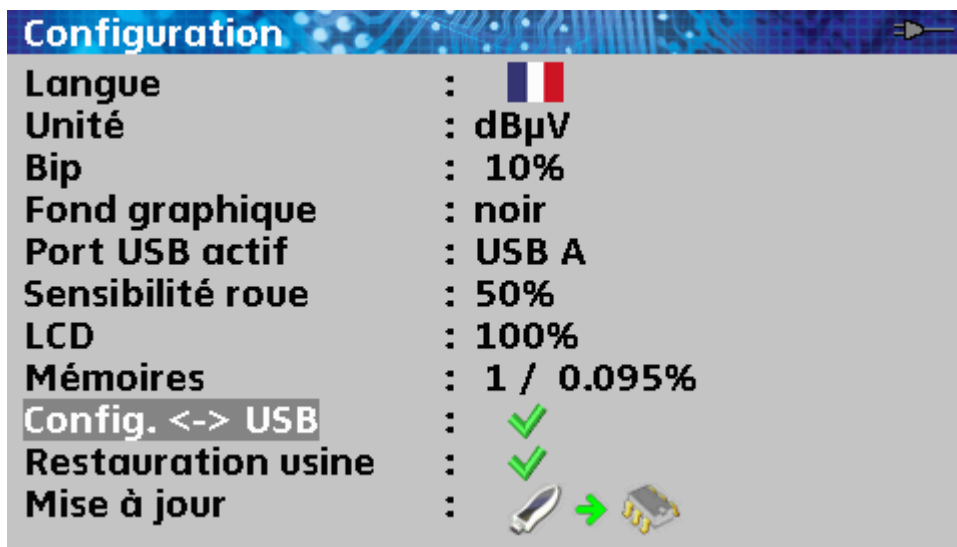 Configuration
Langue :
Unité : dBµV
Bip : 10%
Fond graphique : noir
Port USB actif : USB A
Sensibilité roue : 50%
LCD : 100%
Mémoires : 1 / 0.095%
Config. <-> USB :
Restauration usine :
Mise à jour :